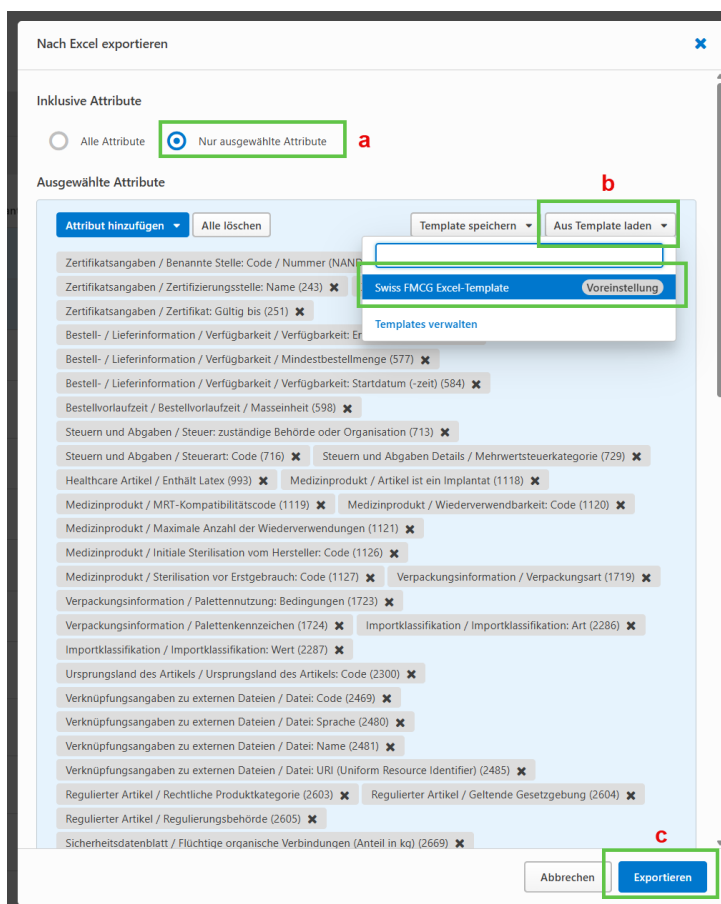 Nach Excel exportieren
Inklusive Attribute
Alle Attribute Nur ausgewählte Attribute a
Ausgewählte Attribute b
Attribut hinzufügen Alle löschen Template speichern Aus Template laden
Zertifikatsangaben / Benannte Stelle: Code / Nummer (NAND
Zertifikatsangaben / Zertifizierungsstelle: Name (243) Swiss FMCG Excel-Template Voreinstellung
Zertifikatsangaben / Zertifikat: Gültig bis (251)
Templates verwalten
Bestell- / Lieferinformation / Verfügbarkeit / Verfügbarkeit: Er
Bestell- / Lieferinformation / Verfügbarkeit / Mindestbestellmenge (577)
Bestell- / Lieferinformation / Verfügbarkeit / Verfügbarkeit: Startdatum (-zeit) (584)
Bestellvorlaufzeit / Bestellvorlaufzeit / Masseinheit (598)
Steuern und Abgaben / Steuer: zuständige Behörde oder Organisation (713)
Steuern und Abgaben / Steuerart: Code (716) Steuern und Abgaben Details / Mehrwertsteuerkategorie (729)
Healthcare Artikel / Enthält Latex (993) Medizinprodukt / Artikel ist ein Implantat (1118)
Medizinprodukt / MRT-Kompatibilitätscode (1119) Medizinprodukt / Wiederverwendbarkeit: Code (1120)
Medizinprodukt / Maximale Anzahl der Wiederverwendungen (1121)
Medizinprodukt / Initiale Sterilisation vom Hersteller: Code (1126)
Medizinprodukt / Sterilisation vor Erstgebrauch: Code (1127) Verpackungsinformation / Verpackungsart (1719)
Verpackungsinformation / Palettennutzung: Bedingungen (1723)
Verpackungsinformation / Palettenkennzeichen (1724) Importklassifikation / Importklassifikation: Art (2286)
Importklassifikation / Importklassifikation: Wert (2287)
Ursprungsland des Artikels / Ursprungsland des Artikels: Code (2300)
Verknüpfungsangaben zu externen Dateien / Datei: Code (2469)
Verknüpfungsangaben zu externen Dateien / Datei: Sprache (2480)
Verknüpfungsangaben zu externen Dateien / Datei: Name (2481)
Verknüpfungsangaben zu externen Dateien / Datei: URI (Uniform Resource Identifier) (2485)
Regulierter Artikel / Rechtliche Produktkategorie (2603) Regulierter Artikel / Geltende Gesetzgebung (2604)
Regulierter Artikel / Regulierungsbehörde (2605)
Sicherheitsdatenblatt / Flüchtige organische Verbindungen (Anteil in kg) (2669)
c
Abbrechen Exportieren